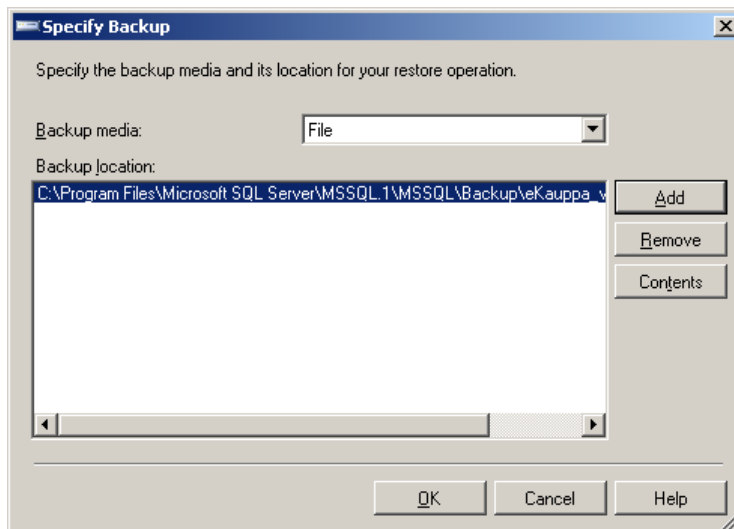 Specify Backup
Specify the backup media and its location for your restore operation.
Backup media:
File
Backup location:
C:\Program Files\Microsoft SQL Server\MSSQL.1\MSSQL\Backup\eKauppa_v
Add
Remove
Contents
OK
Cancel
Help